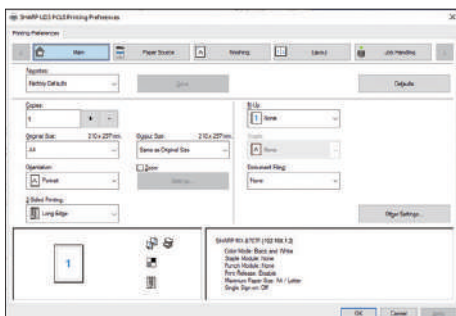 SHARP UD3 PCL6 Printing Preferences
Printing Preferences
Main
Paper Source
Finishing
Layout
Job Handling
Favorites:
Factory Defaults
Save
Defaults
Copies:
N-Up:
1
None
Original Size:
210 x 297 mm.
Output Size:
210 x 297 mm.
A4
Same as Original Size
None
Orientation:
Zoom
Document Filing:
Portrait
Settings...
None
2-Sided Printing:
Long Edge
Other Settings...
1
Color Mode: Black and White
Staple Module: None
Punch Module: None
Print Release: Disable
Maximum Paper Size: A4 / Letter
Single Sign-on: Off
OK
Cancel
Apply